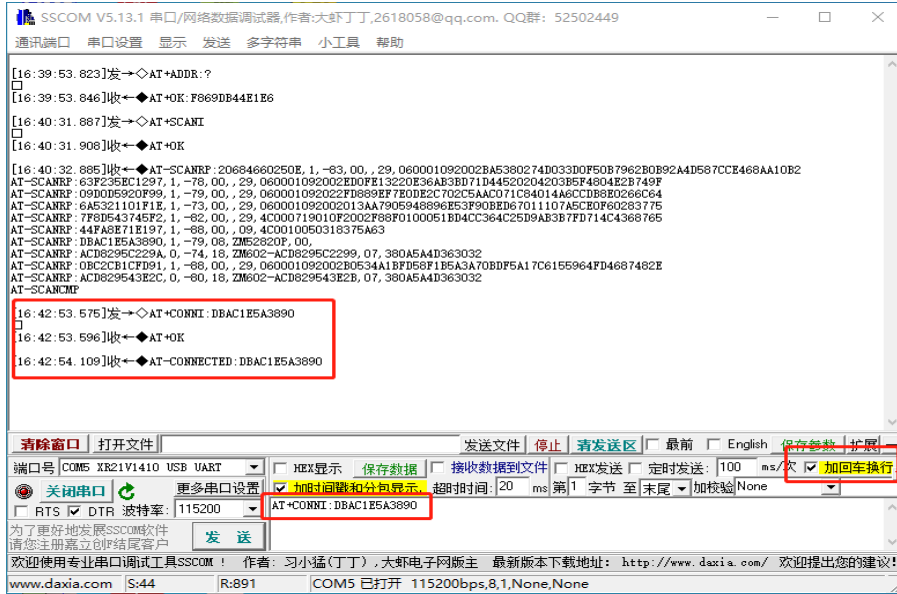 SSCOM V5.13.1 串口/网络数据调试器,作者:大虾丁丁,2618058@qq.com. QQ群: 52502449
通讯端口 串口设置 显示 发送 多字符串 小工具 帮助
[16:39:53.823]发→◇AT+ADDR:?
□
[16:39:53.846]收←◆AT+OK:F869DB44E1E6
[16:40:31.887]发→◇AT+SCANI
□
[16:40:31.908]收←◆AT+OK
[16:40:32.885]收←◆AT-SCANRP:20684660250E,1,-83,00,,29,060001092002BA5380274D033D0F50B7962B0B92A4D587CCE468AA10B2
AT-SCANRP:63F235EC1297,1,-78,00,,29,060001092002ED0FE13220E36AB3BD71D44520204203B5F4804E2B749F
AT-SCANRP:09D0D5920F99,1,-79,00,,29,060001092022FD889EF7E0DE2C702C5AAC071C84014A6CCDB8E0266C64
AT-SCANRP:6A5321101F1E,1,-73,00,,29,060001092002013AA7905948896E53F90BED67011107A5CE0F60283775
AT-SCANRP:7F8D543745F2,1,-82,00,,29,4C000719010F2002F88F0100051BD4CC364C25D9AB3B7FD714C4368765
AT-SCANRP:44FA8E71E197,1,-68,00,,09,4C0010050318375A63
AT-SCANRP:DBAC1E5A3890,1,-79,08,ZM52820P,00,
AT-SCANRP:ACD8295C229A,0,-74,18,ZM602-ACD8295C2299,07,380A5A4D363032
AT-SCANRP:0BC2CB1CFD91,1,-88,00,,29,060001092002B0534A1BFD58F1B5A3A70BDF5A17C6155964FD4687482E
AT-SCANRP:ACD829543E2C,0,-80,18,ZM602-ACD829543E2B,07,380A5A4D363032
AT-SCANCMP
[16:42:53.575]发→◇AT+CONNI:DBAC1E5A3890
□
[16:42:53.596]收←◆AT+OK
[16:42:54.109]收←◆AT-CONNECTED:DBAC1E5A3890
清除窗口 打开文件 发送文件 停止 清发送区 最前 English 保存参数 扩展 —
端口号 COM5 XR21V1410 USB UART HEX显示 保存数据 接收数据到文件 HEX发送 定时发送: 100 ms/次 加回车换行
关闭串口 更多串口设置 加时间戳和分包显示, 超时时间: 20 ms 第 1 字节 至 末尾 加校验 None
RTS DTR 波特率: 115200 AT+CONNI:DBAC1E5A3890
为了更好地发展SSCOM软件
请您注册嘉立创F结尾客户 发 送
欢迎使用专业串口调试工具SSCOM ! 作者: 习小猛(丁丁),大虾电子网版主 最新版本下载地址: http://www.daxia.com/ 欢迎提出您的建议!
www.daxia.com S:44 R:891 COM5 已打开 115200bps,8,1,None,None